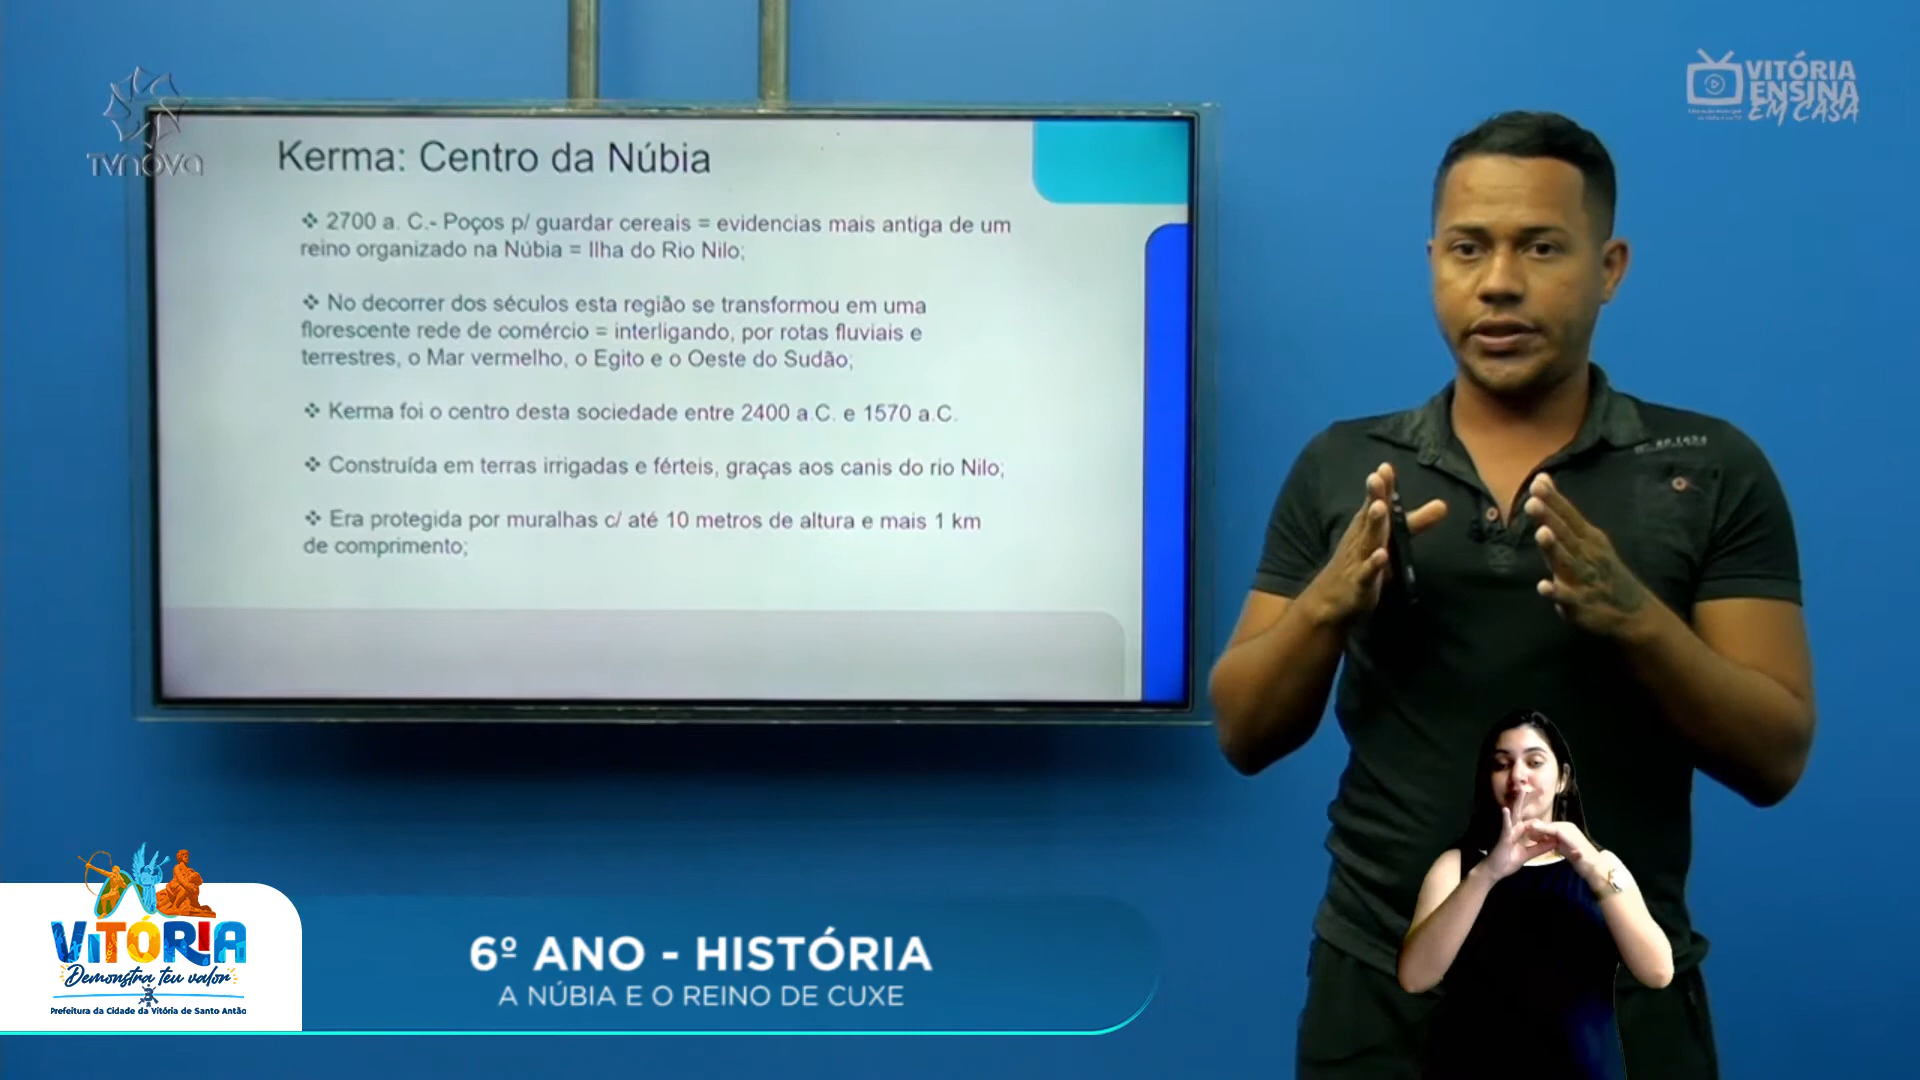 TVNOVA
VITÓRIA
ENSINA
EM CASA
Kerma: Centro da Núbia
❖ 2700 a. C.- Poços p/ guardar cereais = evidencias mais antiga de um
reino organizado na Núbia = Ilha do Rio Nilo;
❖ No decorrer dos séculos esta região se transformou em uma
florescente rede de comércio = interligando, por rotas fluviais e
terrestres, o Mar vermelho, o Egito e o Oeste do Sudão;
❖ Kerma foi o centro desta sociedade entre 2400 a.C. e 1570 a.C.
❖ Construída em terras irrigadas e férteis, graças aos canis do rio Nilo;
❖ Era protegida por muralhas c/ até 10 metros de altura e mais 1 km
de comprimento;
VITÓRIA
Demonstra teu valor
Prefeitura da Cidade da Vitória de Santo Antão
6º ANO - HISTÓRIA
A NÚBIA E O REINO DE CUXE